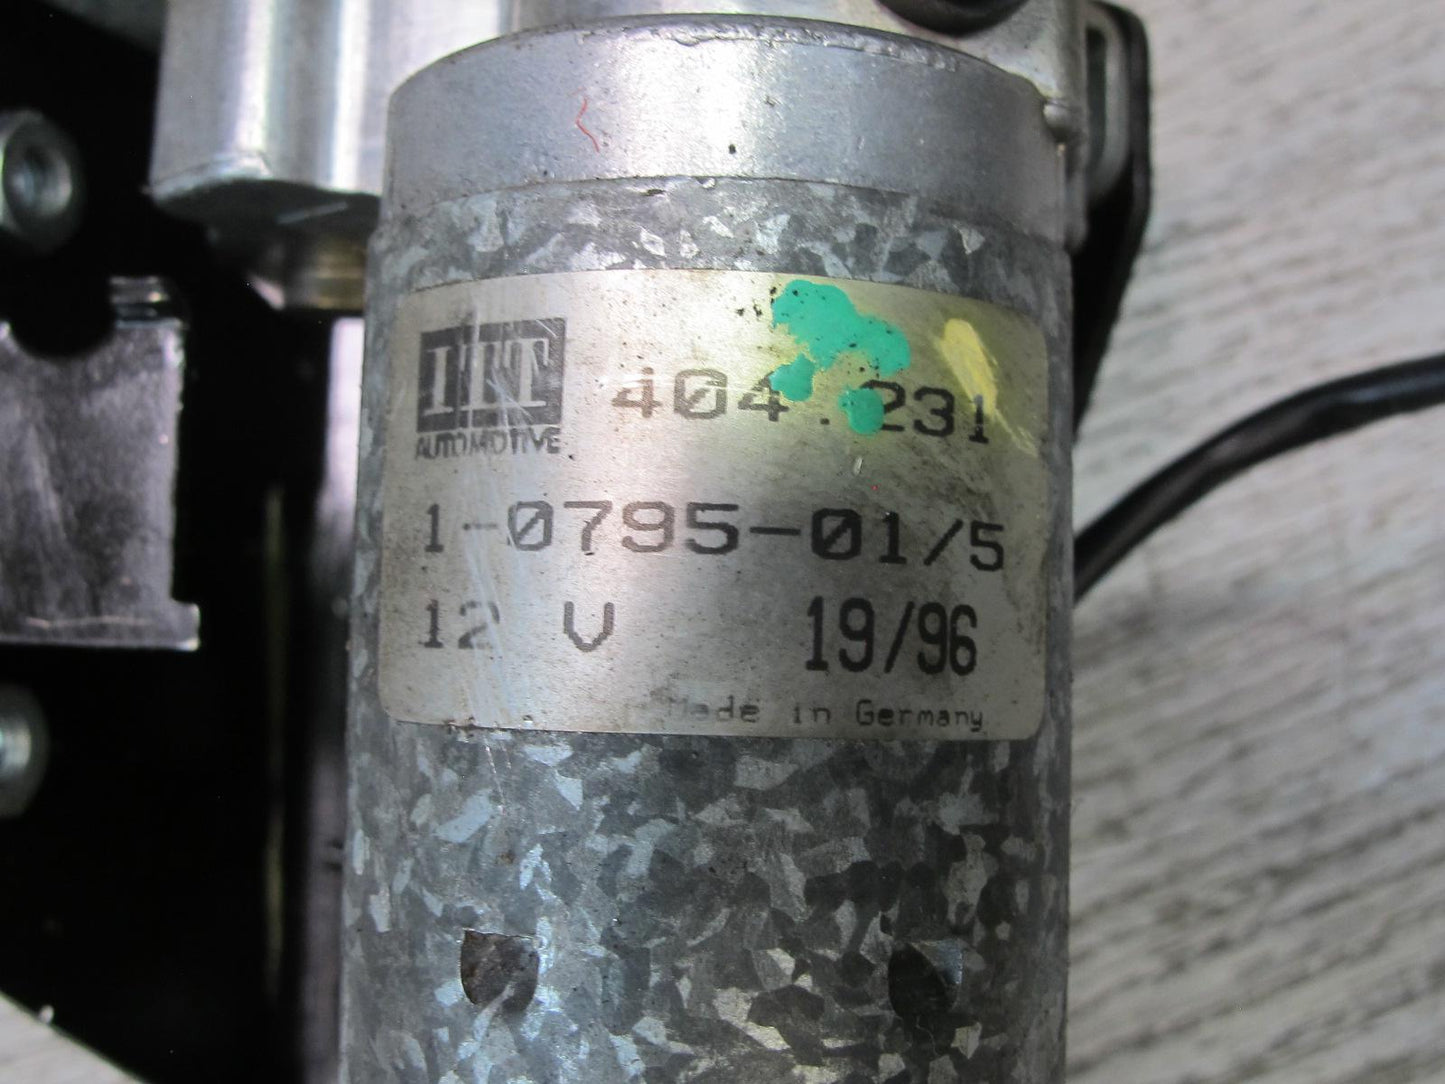 ITT
AUTOMOTIVE
404.231
1-0795-01/5
12 V 19/96
Made in Germany